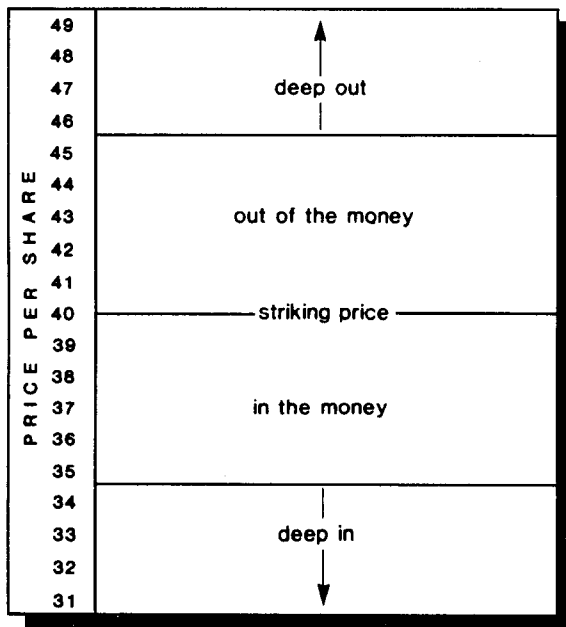 PRICE PER SHARE
49
48
47 deep out
46
45
44
43 out of the money
42
41
40 striking price
39
38
37 in the money
36
35
34
33 deep in
32
31